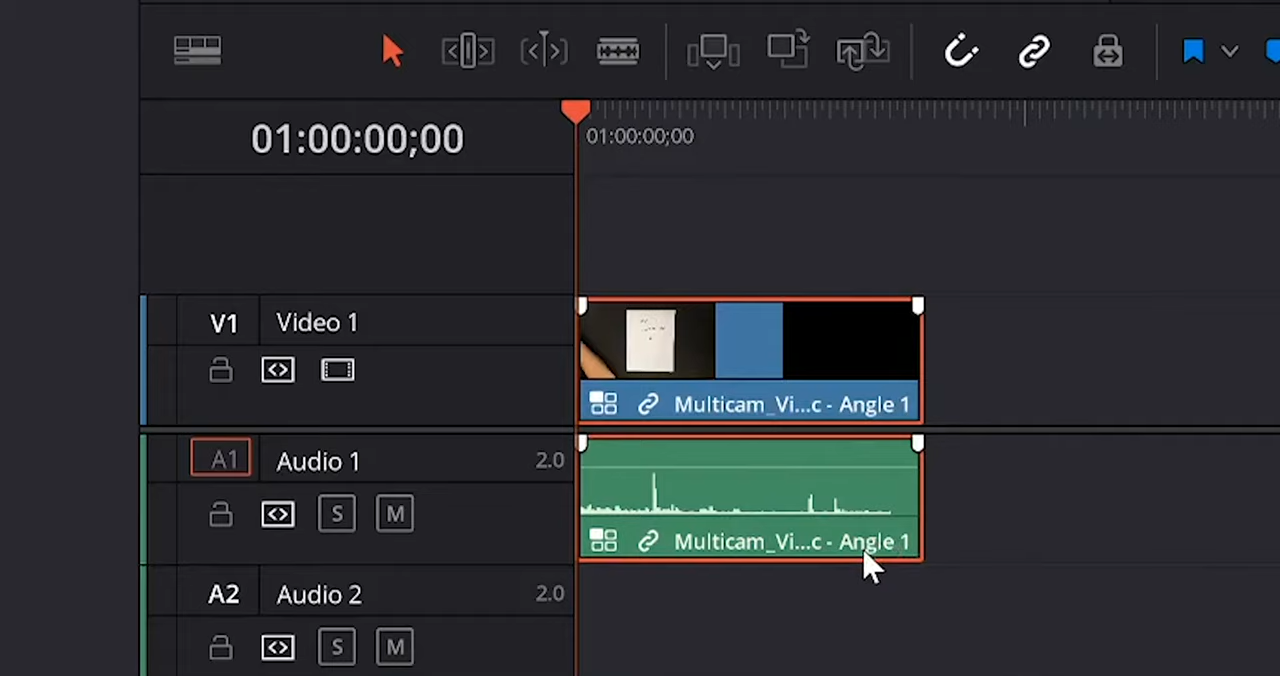 01:00:00;00
01:00:00;00
V1 Video 1
Multicam_Vi...c - Angle 1
A1 Audio 1 2.0
S M
Multicam_Vi...c - Angle 1
A2 Audio 2 2.0
S M